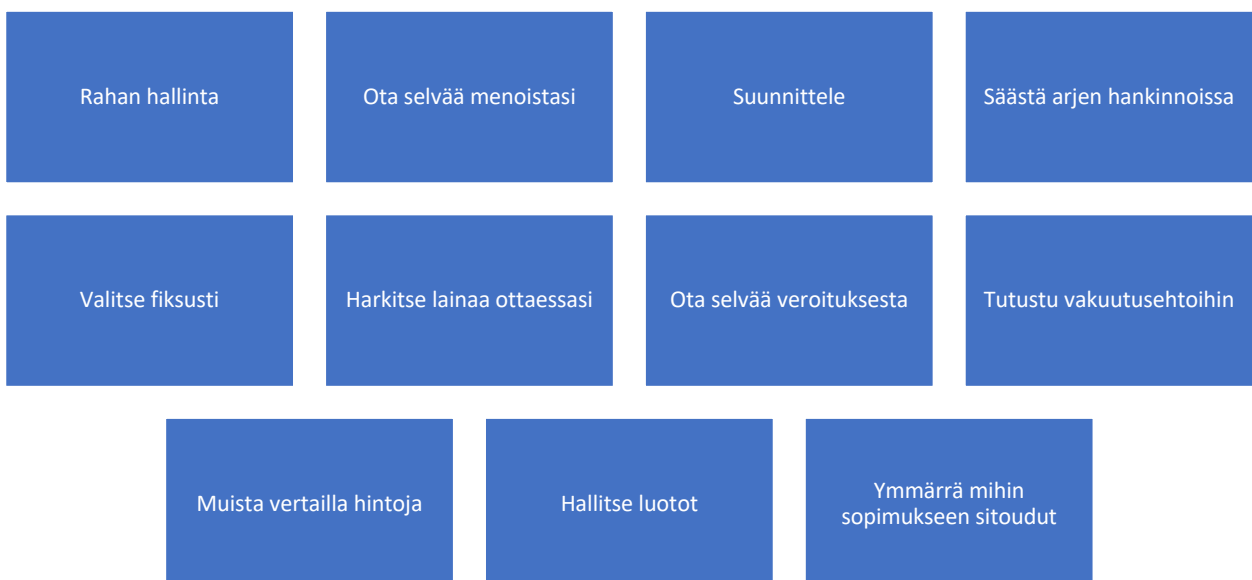 Rahan hallinta
Ota selvää menoistasi
Suunnittele
Säästä arjen hankinnoissa
Valitse fiksusti
Harkitse lainaa ottaessasi
Ota selvää veroituksesta
Tutustu vakuutusehtoihin
Muista vertailla hintoja
Hallitse luotot
Ymmärrä mihin
sopimukseen sitoudut